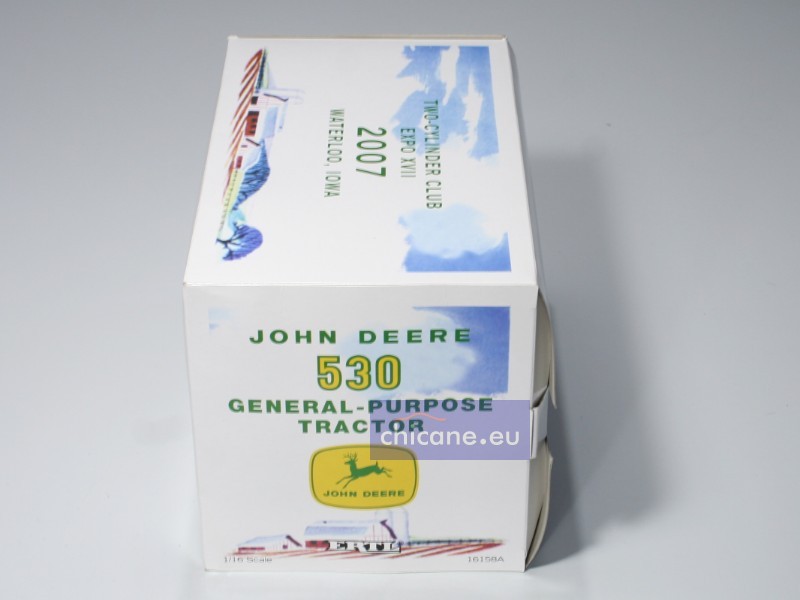 TWO-CYLINDER CLUB
EXPO XVII
2007
WATERLOO, IOWA
JOHN DEERE
530
GENERAL-PURPOSE
TRACTOR
chicane.eu
JOHN DEERE
ERTL
1/16 Scale
16158A